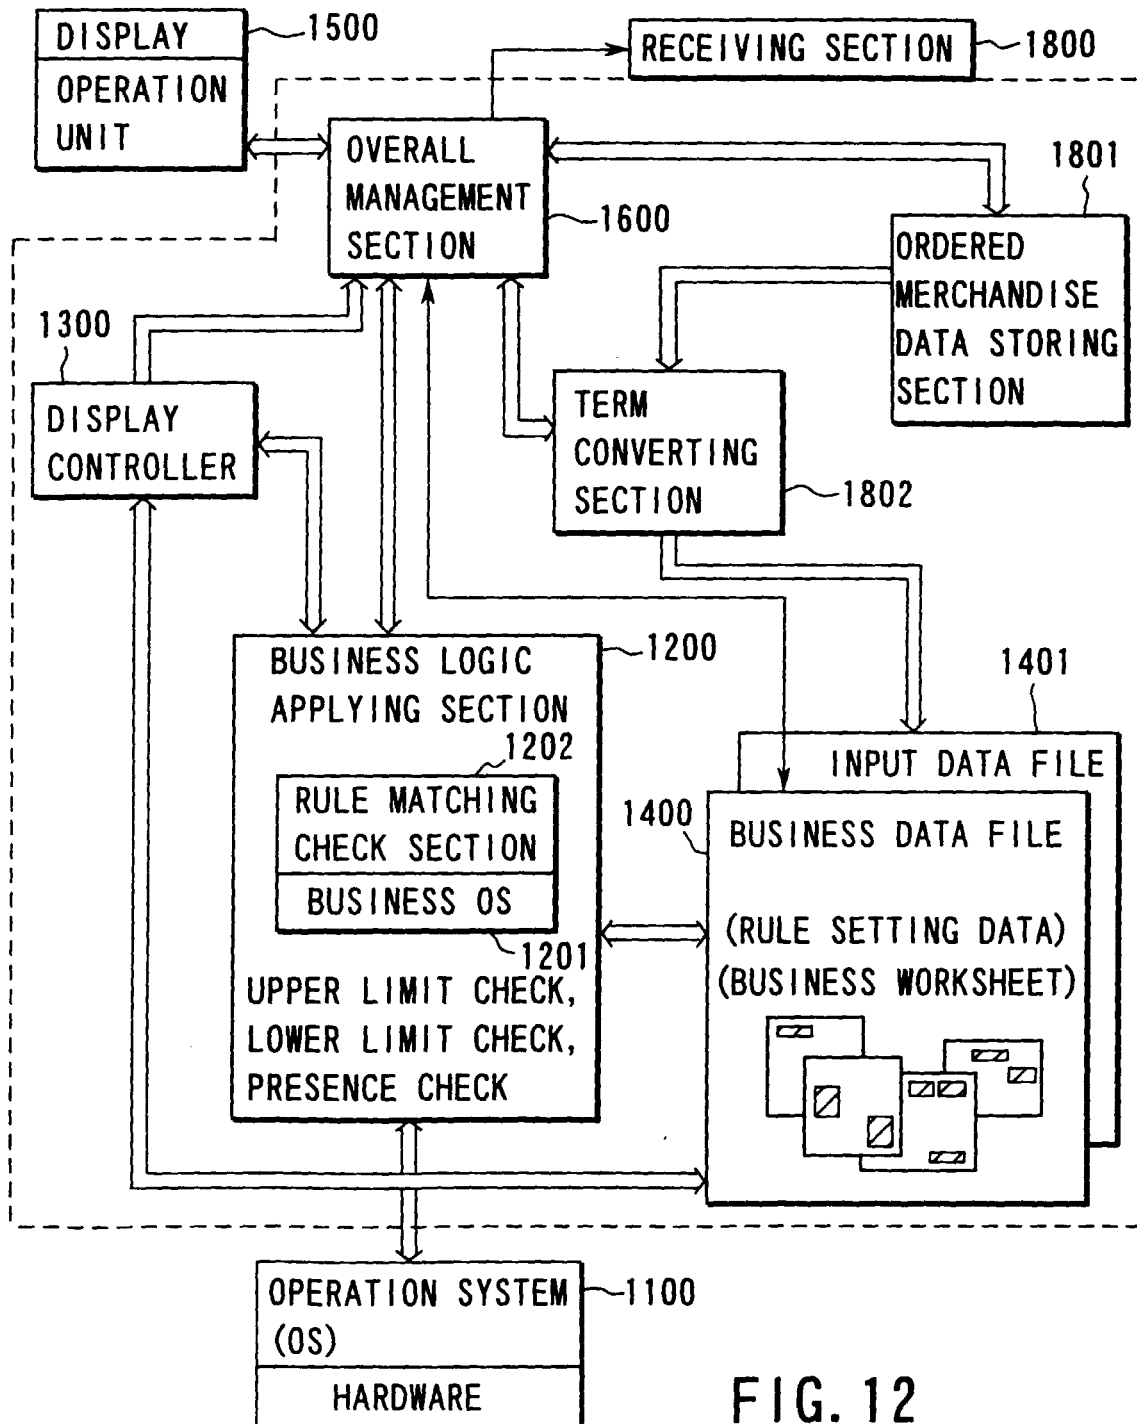 DISPLAY
1500
OPERATION
UNIT
RECEIVING SECTION
1800
OVERALL
MANAGEMENT
SECTION
1600
1801
ORDERED
MERCHANDISE
DATA STORING
SECTION
1300
DISPLAY
CONTROLLER
TERM
CONVERTING
SECTION
1802
BUSINESS LOGIC
APPLYING SECTION
1200
1202
RULE MATCHING
CHECK SECTION
BUSINESS OS
1201
UPPER LIMIT CHECK,
LOWER LIMIT CHECK,
PRESENCE CHECK
1401
INPUT DATA FILE
1400
BUSINESS DATA FILE
(RULE SETTING DATA)
(BUSINESS WORKSHEET)
OPERATION SYSTEM
(OS)
1100
HARDWARE
FIG. 12